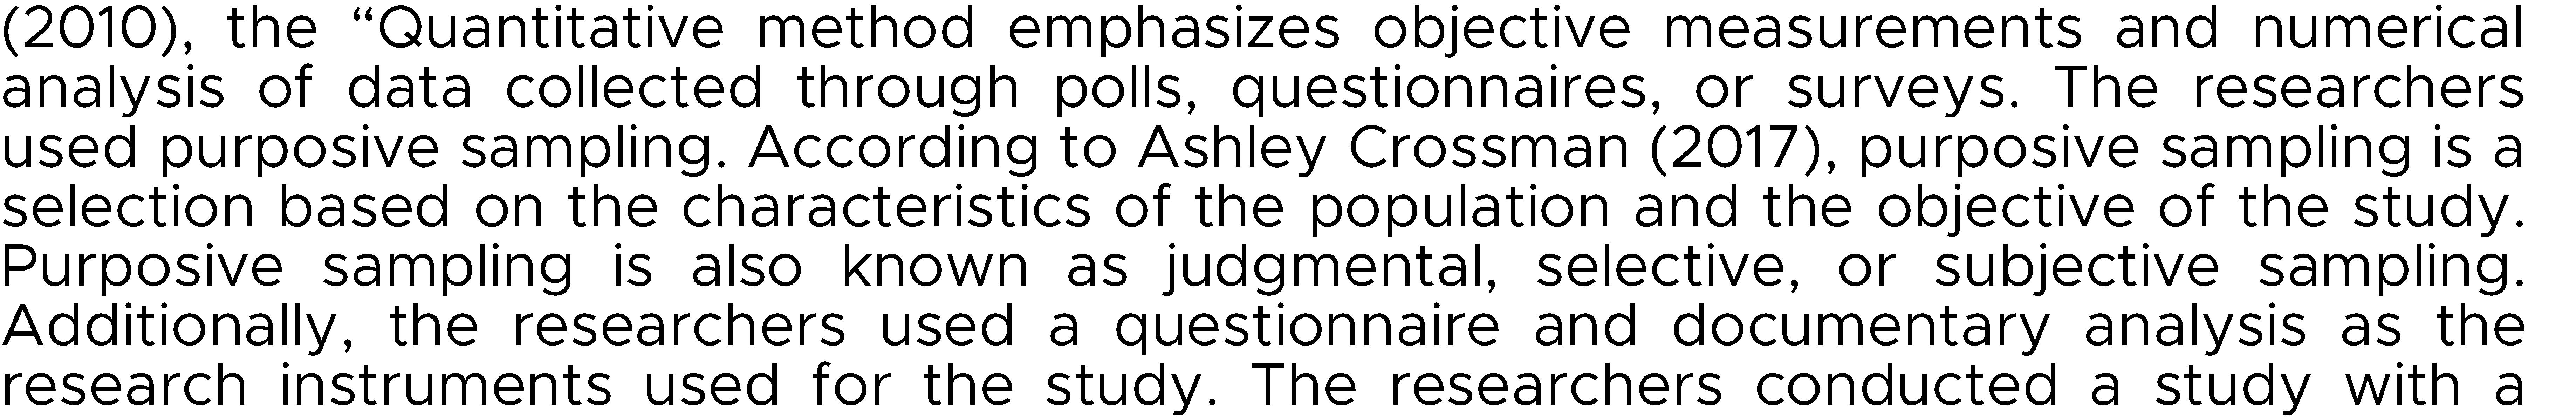 (2010), the “Quantitative method emphasizes objective measurements and numerical
analysis of data collected through polls, questionnaires, or surveys. The researchers
used purposive sampling. According to Ashley Crossman (2017), purposive sampling is a
selection based on the characteristics of the population and the objective of the study.
Purposive sampling is also known as judgmental, selective, or subjective sampling.
Additionally, the researchers used a questionnaire and documentary analysis as the
research instruments used for the study. The researchers conducted a study with a